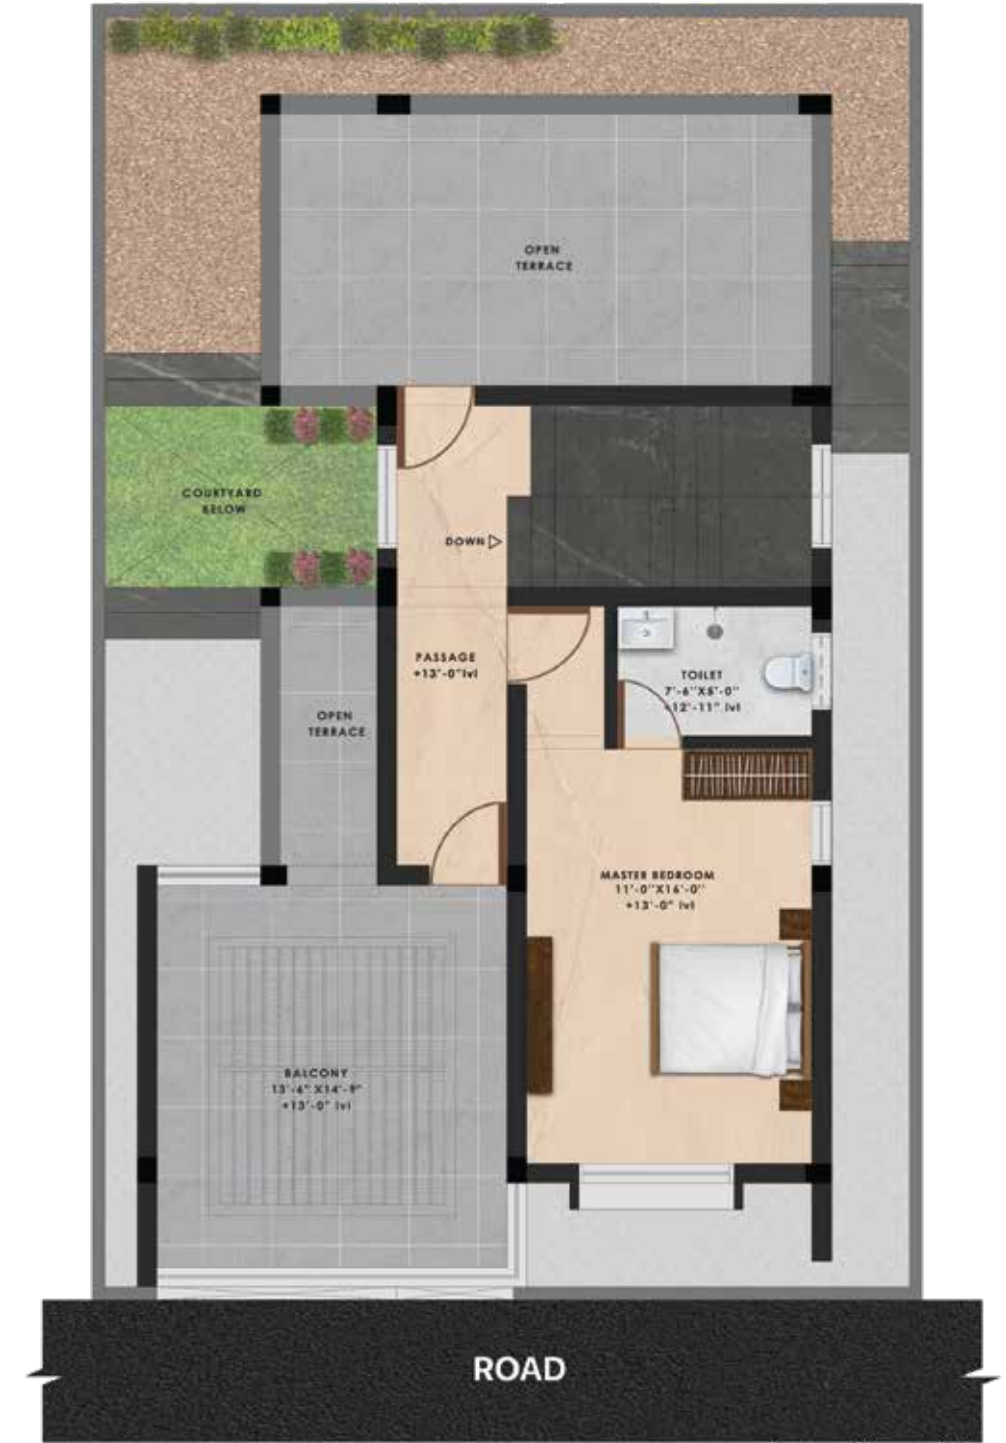 OPEN
TERRACE
COURTYARD
BELOW
DOWN
PASSAGE
+13'-0"lvl
TOILET
7'-6"X5'-0"
+12'-11" lvl
OPEN
TERRACE
MASTER BEDROOM
11'-0"X16'-0"
+13'-0" lvl
BALCONY
13'-6" X14'-9"
+13'-0" lvl
ROAD